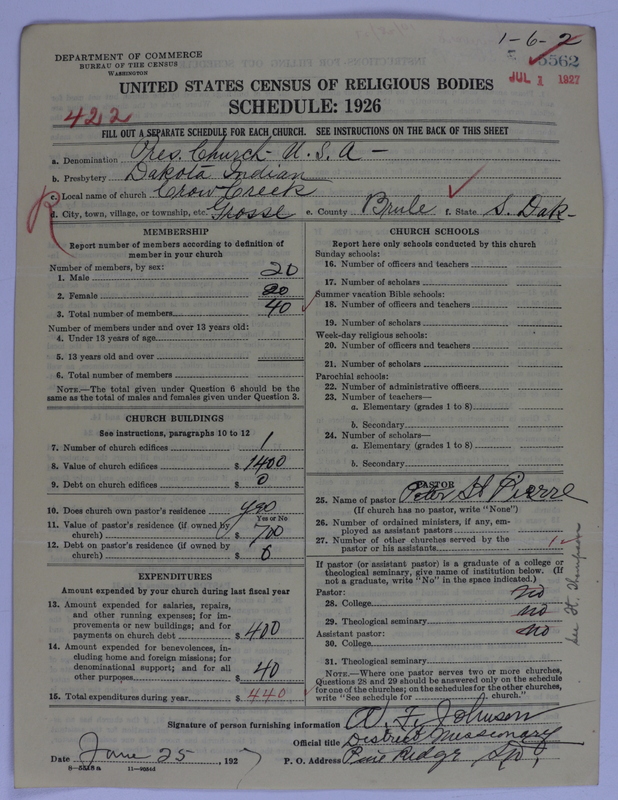 1-6-2
5562
JUL 1 1927
DEPARTMENT OF COMMERCE
BUREAU OF THE CENSUS
WASHINGTON
UNITED STATES CENSUS OF RELIGIOUS BODIES
SCHEDULE: 1926
422
FILL OUT A SEPARATE SCHEDULE FOR EACH CHURCH. SEE INSTRUCTIONS ON THE BACK OF THIS SHEET
a. Denomination Pres. Church - U.S.A -
b. Presbytery Dakota Indian
c. Local name of church Crow Creek
d. City, town, village, or township, etc. e. County Brule f. State S. Dak-
R
MEMBERSHIP
Report number of members according to definition of
member in your church
Number of members, by sex:
1. Male 20
2. Female 20
3. Total number of members 40
Number of members under and over 13 years old:
4. Under 13 years of age
5. 13 years old and over
6. Total number of members
NOTE.—The total given under Question 6 should be the
same as the total of males and females given under Question 3.
CHURCH BUILDINGS
See instructions, paragraphs 10 to 12
7. Number of church edifices 1
8. Value of church edifices $ 1400
9. Debt on church edifices $ 0
10. Does church own pastor's residence yes
Yes or No
11. Value of pastor's residence (if owned by
church) $ 700
12. Debt on pastor's residence (if owned by
church) $ 0
EXPENDITURES
Amount expended by your church during last fiscal year
13. Amount expended for salaries, repairs,
and other running expenses; for im-
provements or new buildings; and for
payments on church debt $ 400
14. Amount expended for benevolences, in-
cluding home and foreign missions; for
denominational support; and for all
other purposes $ 40
15. Total expenditures during year $ 440
CHURCH SCHOOLS
Report here only schools conducted by this church
Sunday schools:
16. Number of officers and teachers
17. Number of scholars
Summer vacation Bible schools:
18. Number of officers and teachers
19. Number of scholars
Week-day religious schools:
20. Number of officers and teachers
21. Number of scholars
Parochial schools:
22. Number of administrative officers
23. Number of teachers—
a. Elementary (grades 1 to 8)
b. Secondary
24. Number of scholars—
a. Elementary (grades 1 to 8)
b. Secondary
PASTOR
25. Name of pastor Peter St Pierre
(If church has no pastor, write "None")
26. Number of ordained ministers, if any, em-
ployed as assistant pastors
27. Number of other churches served by the
pastor or his assistants 1
If pastor (or assistant pastor) is a graduate of a college or
theological seminary, give name of institution below. (If
not a graduate, write "No" in the space indicated.)
Pastor:
28. College no
29. Theological seminary no
Assistant pastor:
30. College no
31. Theological seminary
NOTE.—Where one pastor serves two or more churches,
Questions 28 and 29 should be answered only on the schedule
for one of the churches; on the schedules for the other churches,
write "See schedule for church."
see Ft. Thompson
Signature of person furnishing information W. F. Johnson
Official title District Missionary
Date June 25, 1927 P. O. Address Pine Ridge S.D.